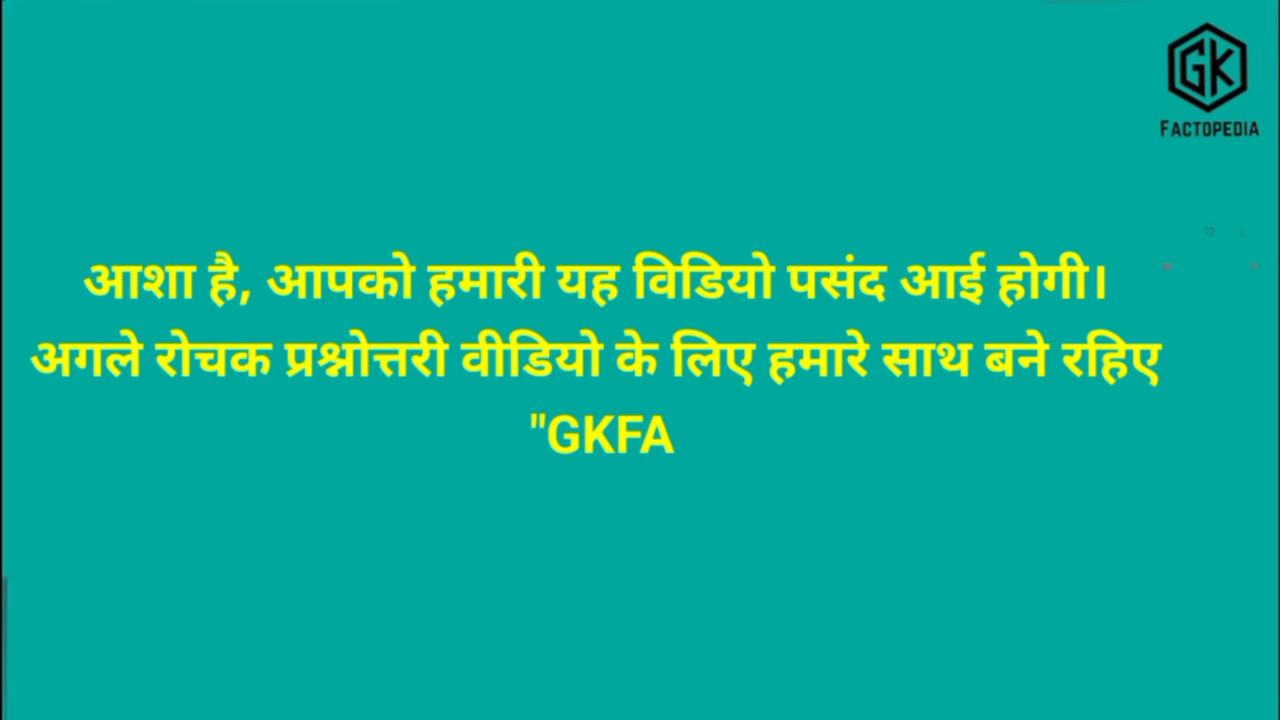 GK
FACTOPEDIA
आशा है, आपको हमारी यह विडियो पसंद आई होगी।
अगले रोचक प्रश्नोत्तरी वीडियो के लिए हमारे साथ बने रहिए
"GKFA